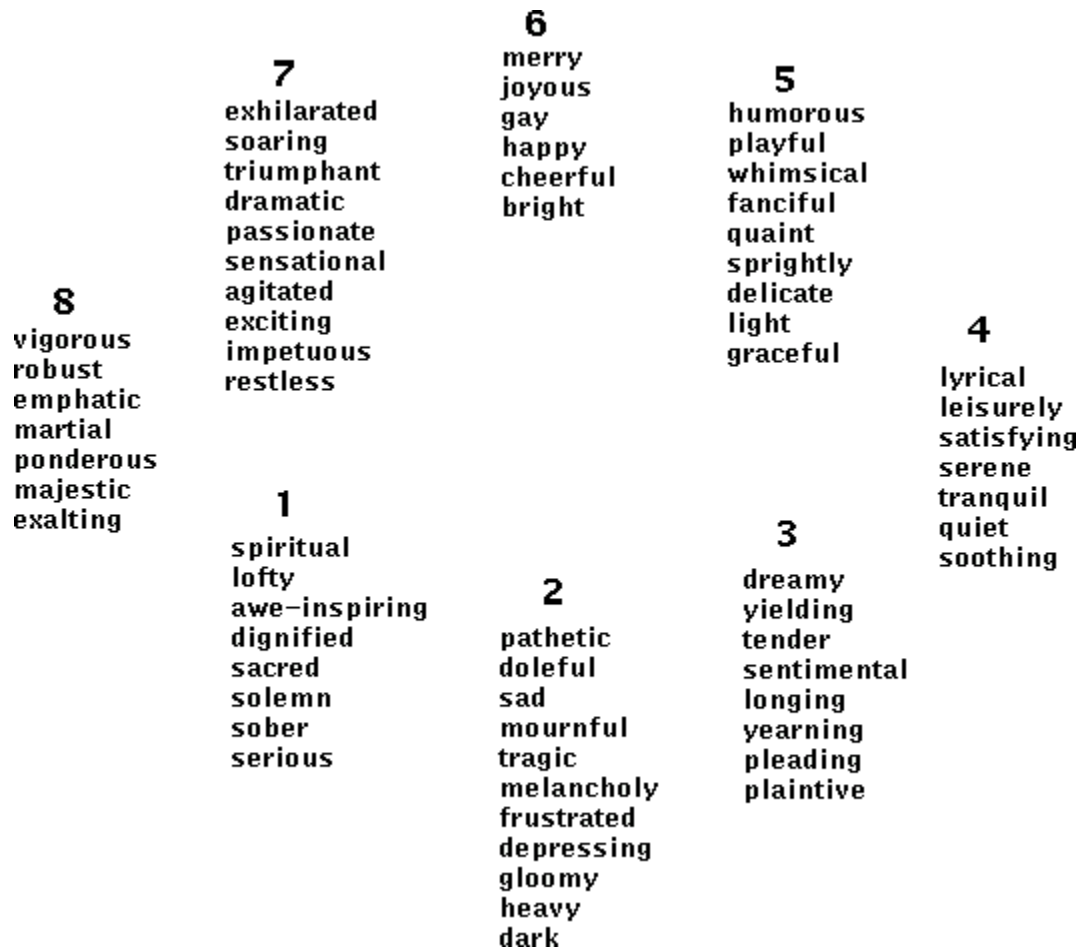 6
merry
joyous
gay
happy
cheerful
bright
7
exhilarated
soaring
triumphant
dramatic
passionate
sensational
agitated
exciting
impetuous
restless
5
humorous
playful
whimsical
fanciful
quaint
sprightly
delicate
light
graceful
8
vigorous
robust
emphatic
martial
ponderous
majestic
exalting
4
lyrical
leisurely
satisfying
serene
tranquil
quiet
soothing
1
spiritual
lofty
awe-inspiring
dignified
sacred
solemn
sober
serious
2
pathetic
doleful
sad
mournful
tragic
melancholy
frustrated
depressing
gloomy
heavy
dark
3
dreamy
yielding
tender
sentimental
longing
yearning
pleading
plaintive